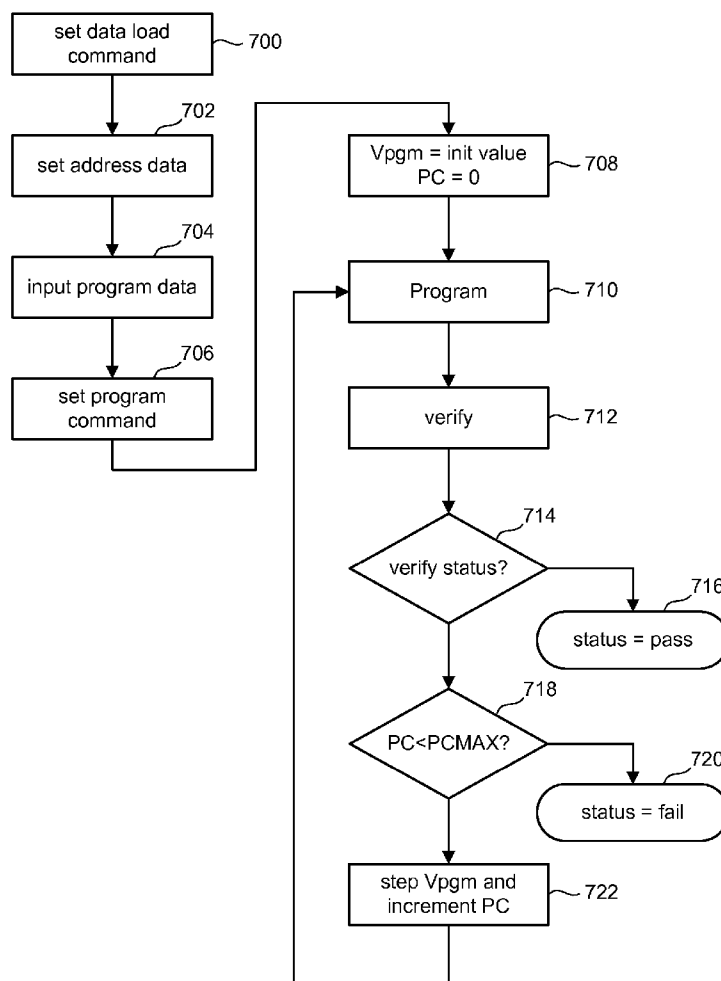 set data load
command
700
702
set address data
704
input program data
706
set program
command
Vpgm = init value
PC = 0
708
Program
710
verify
712
714
verify status?
716
status = pass
718
PC<PCMAX?
720
status = fail
step Vpgm and
increment PC
722